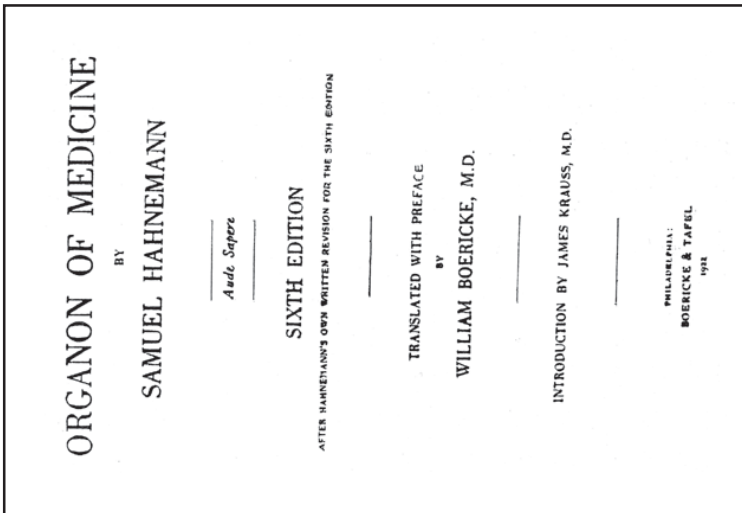 ORGANON OF MEDICINE
BY
SAMUEL HAHNEMANN
Aude Sapere
SIXTH EDITION
AFTER HAHNEMANN'S OWN WRITTEN REVISION FOR THE SIXTH EDITION
TRANSLATED WITH PREFACE
BY
WILLIAM BOERICKE, M.D.
INTRODUCTION BY JAMES KRAUSS, M.D.
PHILADELPHIA:
BOERICKE & TAFEL
1922